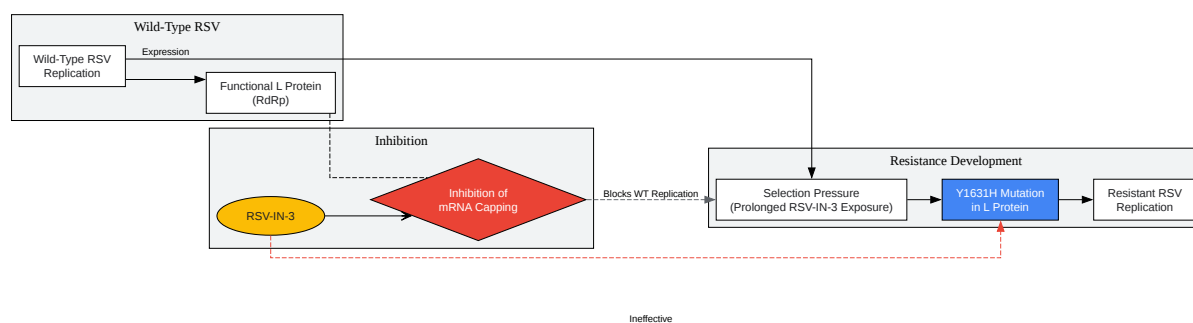 Wild-Type RSV
Wild-Type RSV
Replication
Expression
Functional L Protein
(RdRp)
Inhibition
RSV-IN-3
Inhibition of
mRNA Capping
Blocks WT Replication
Resistance Development
Selection Pressure
(Prolonged RSV-IN-3 Exposure)
Y1631H Mutation
in L Protein
Resistant RSV
Replication
Ineffective